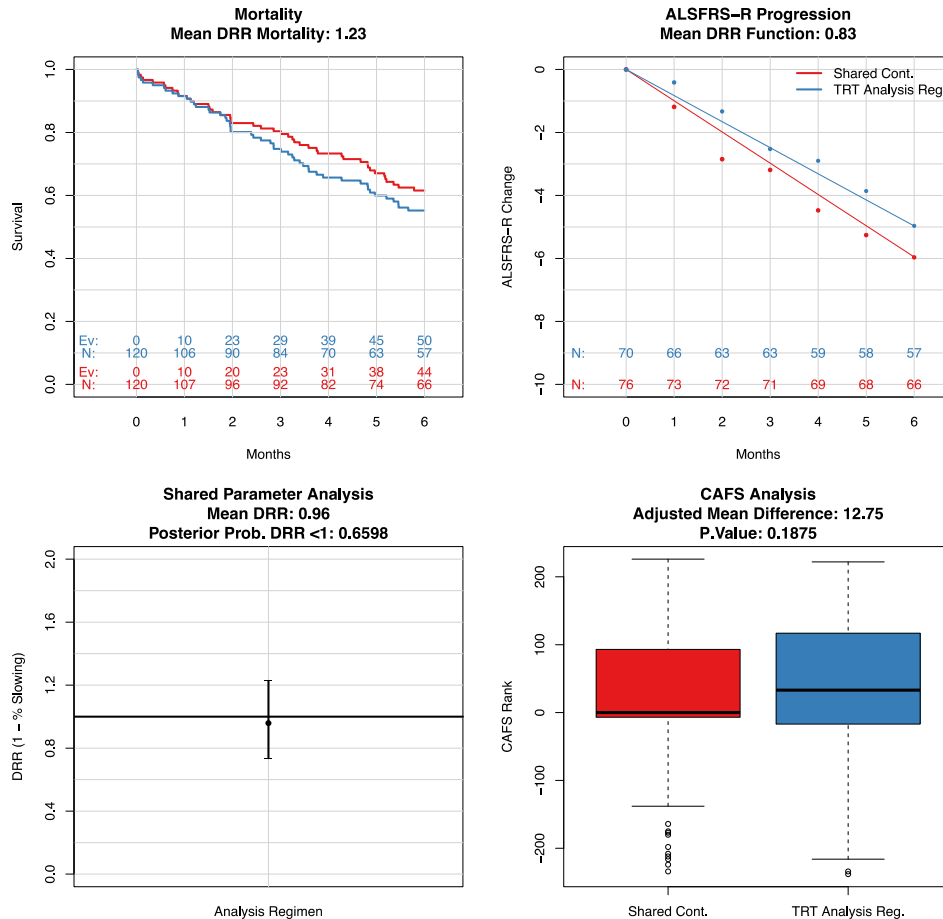 Mortality
Mean DRR Mortality: 1.23
Survival
0.0
0.2
0.4
0.6
0.8
1.0
Ev: 0 10 23 29 39 45 50
N: 120 106 90 84 70 63 57
Ev: 0 10 20 23 31 38 44
N: 120 107 96 92 82 74 66
0 1 2 3 4 5 6
Months
ALSFRS−R Progression
Mean DRR Function: 0.83
ALSFRS−R Change
0
−2
−4
−6
−8
−10
Shared Cont.
TRT Analysis Reg.
N: 70 66 63 63 59 58 57
N: 76 73 72 71 69 68 66
0 1 2 3 4 5 6
Months
Shared Parameter Analysis
Mean DRR: 0.96
Posterior Prob. DRR <1: 0.6598
DRR (1 − % Slowing)
0.0
0.4
0.8
1.2
1.6
2.0
Analysis Regimen
CAFS Analysis
Adjusted Mean Difference: 12.75
P.Value: 0.1875
CAFS Rank
−200
−100
0
100
200
Shared Cont.
TRT Analysis Reg.